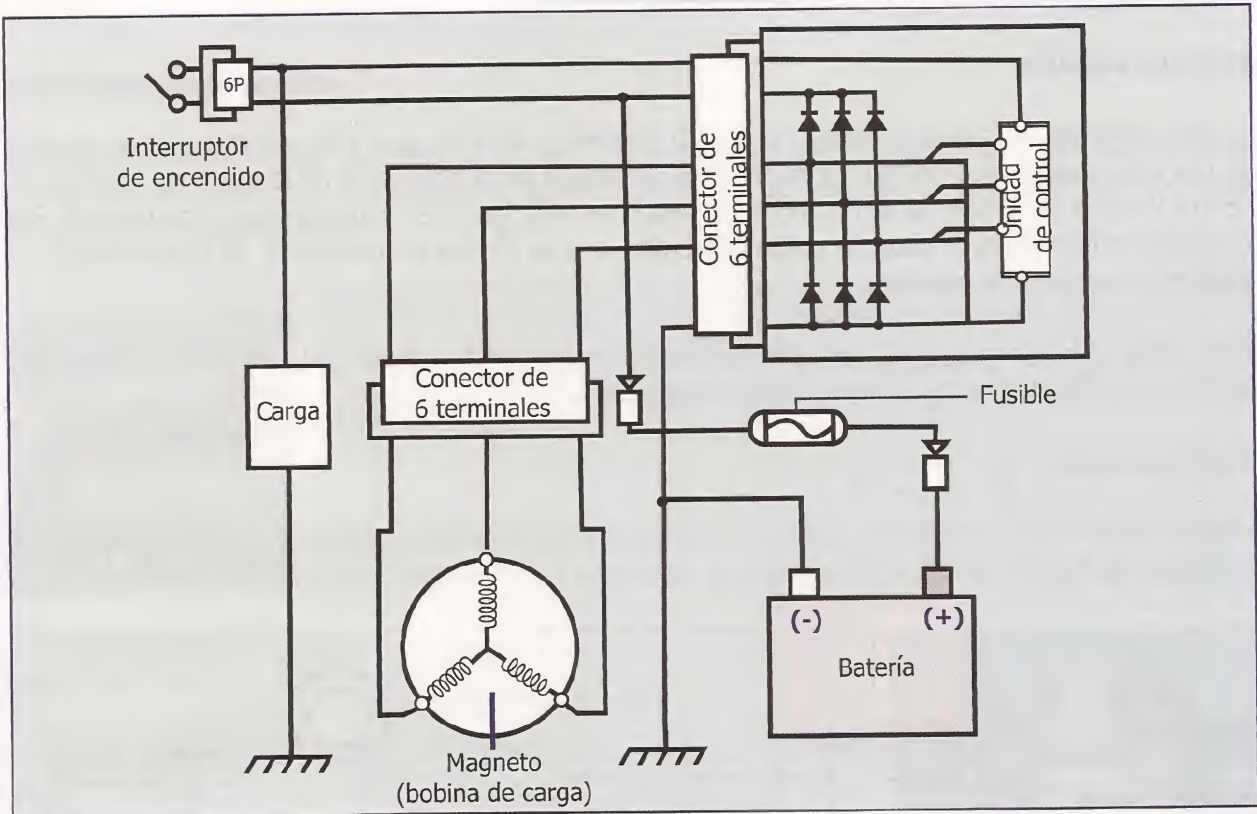 6P
Interruptor
de encendido
Conector de
6 terminales
Unidad
de control
Conector de
6 terminales
Carga
Fusible
(-)
(+)
Batería
Magneto
(bobina de carga)